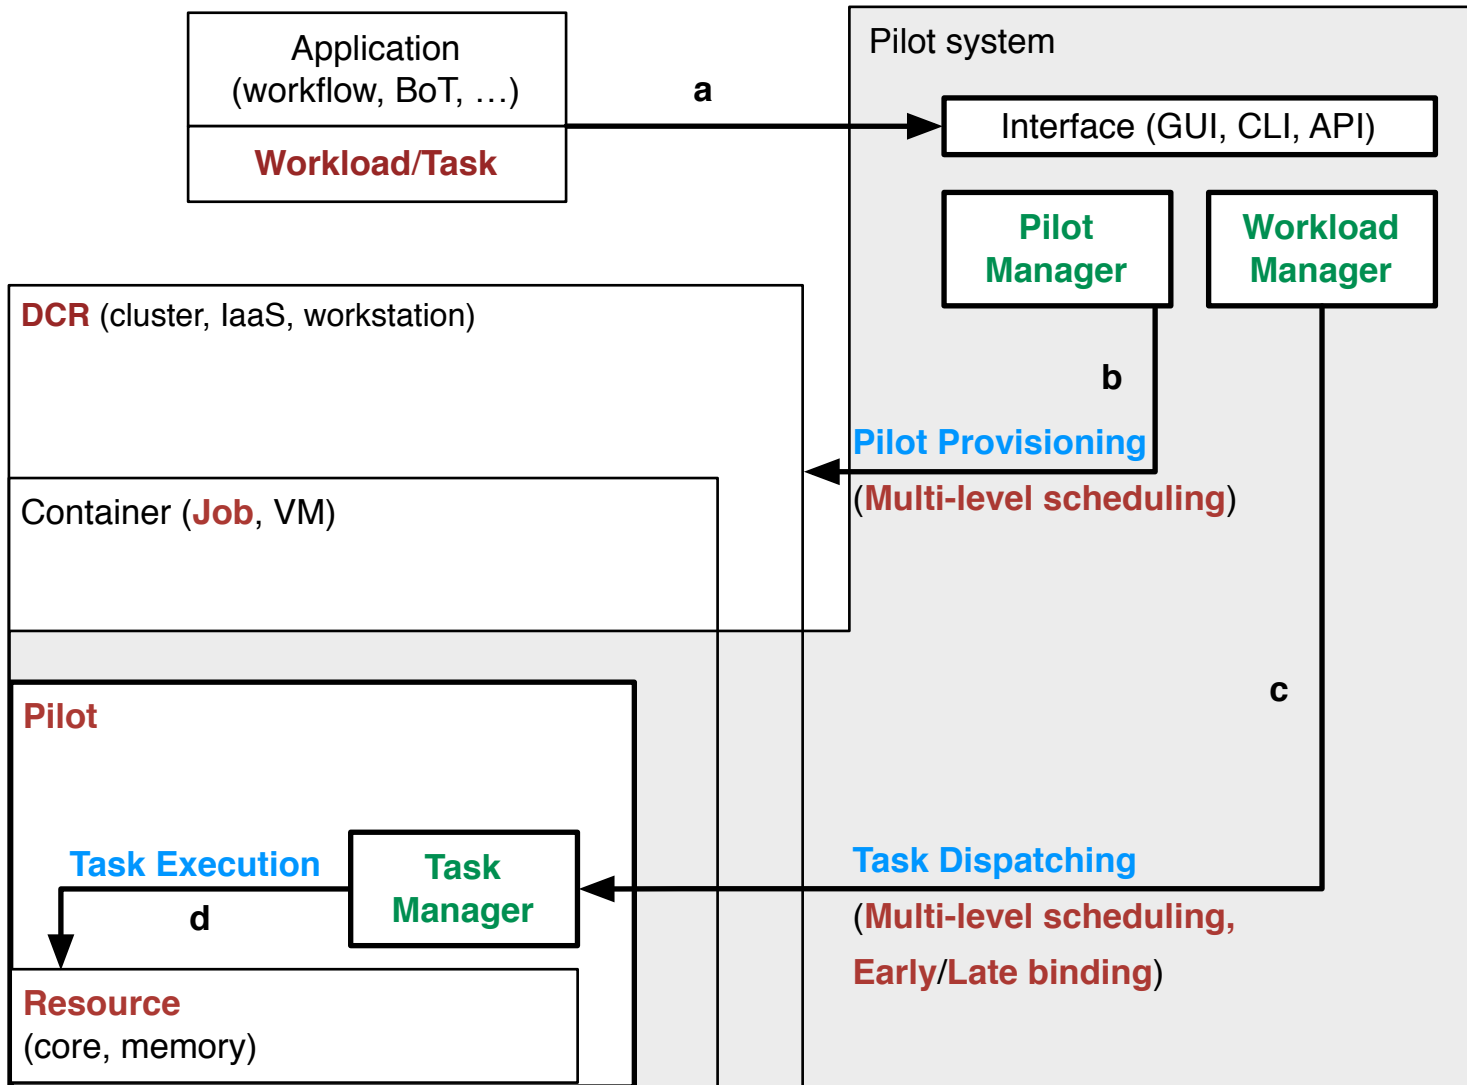 Application
(workflow, BoT, …)
Workload/Task
a
Pilot system
Interface (GUI, CLI, API)
Pilot
Manager
Workload
Manager
DCR (cluster, IaaS, workstation)
b
Pilot Provisioning
(Multi-level scheduling)
Container (Job, VM)
c
Pilot
Task Execution
d
Task
Manager
Task Dispatching
(Multi-level scheduling,
Early/Late binding)
Resource
(core, memory)